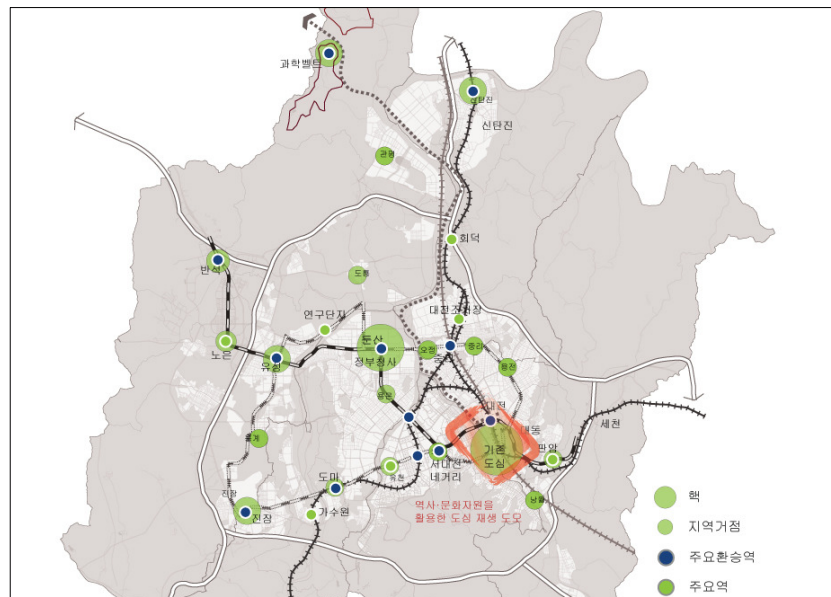 과학벨트
신탄진
신탄진
관평
회덕
반석
도룡
연구단지
대전조차장
노은
유성
둔산
정부청사
오정
중리
용전
용문
대전
대동
세천
기존
도심
판암
서대전
네거리
유천
도마
진잠
진잠
가수원
낭월
역사·문화자원을
활용한 도심 재생 도모
핵
지역거점
주요환승역
주요역